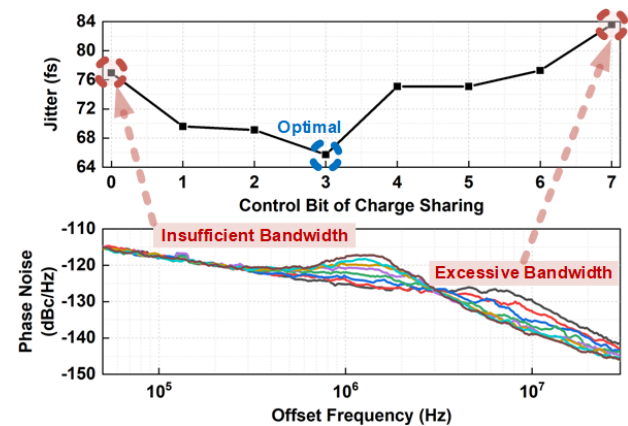 84
80
76
72
68
64
Jitter (fs)
Optimal
0 1 2 3 4 5 6 7
Control Bit of Charge Sharing
-110
-120
-130
-140
-150
Phase Noise
(dBc/Hz)
Insufficient Bandwidth
Excessive Bandwidth
10^5 10^6 10^7
Offset Frequency (Hz)